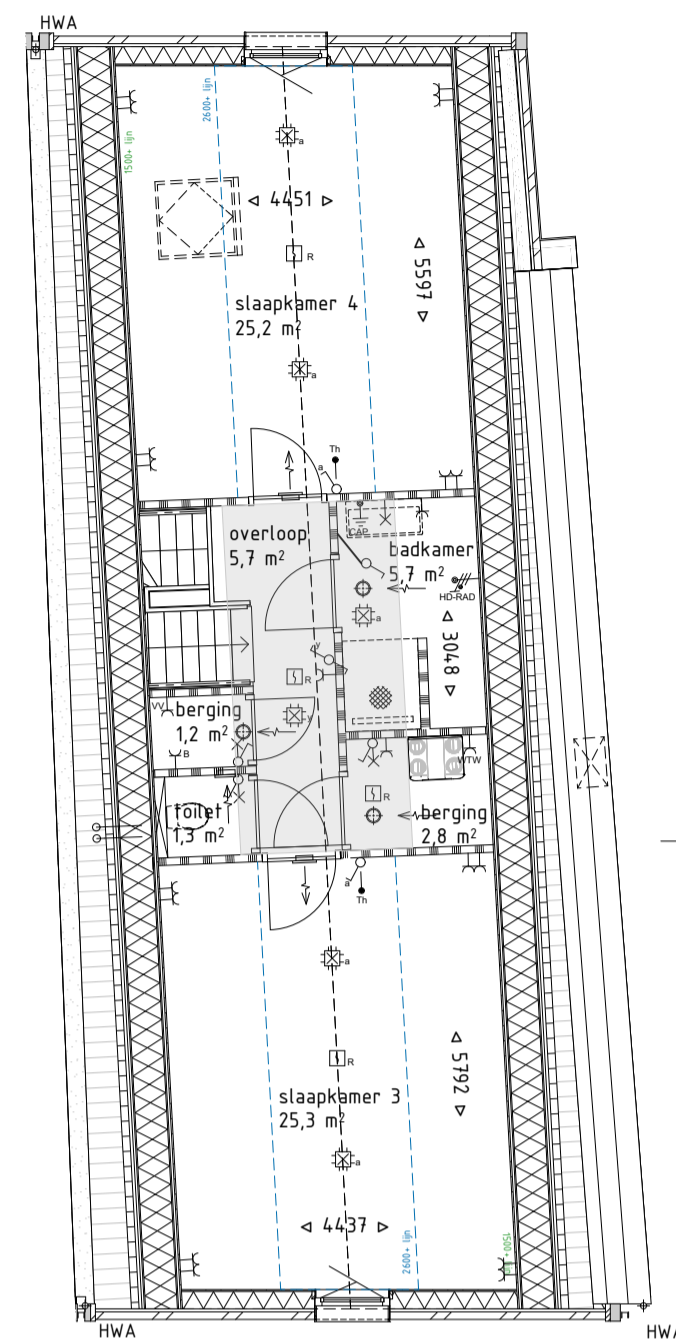 HWA
2600+ lijn
1500+ lijn
a
4451
R
5597
slaapkamer 4
25,2 m²
a
Th
a
overloop
5,7 m²
CAP
badkamer
5,7 m²
HD-RAD
a
3048
y
R
VV
berging
1,2 m²
y
B
WTW
R
toilet
1,3 m²
berging
2,8 m²
a
Th
a
5792
R
slaapkamer 3
25,3 m²
a
4437
2600+ lijn
1500+ lijn
HWA
HWA